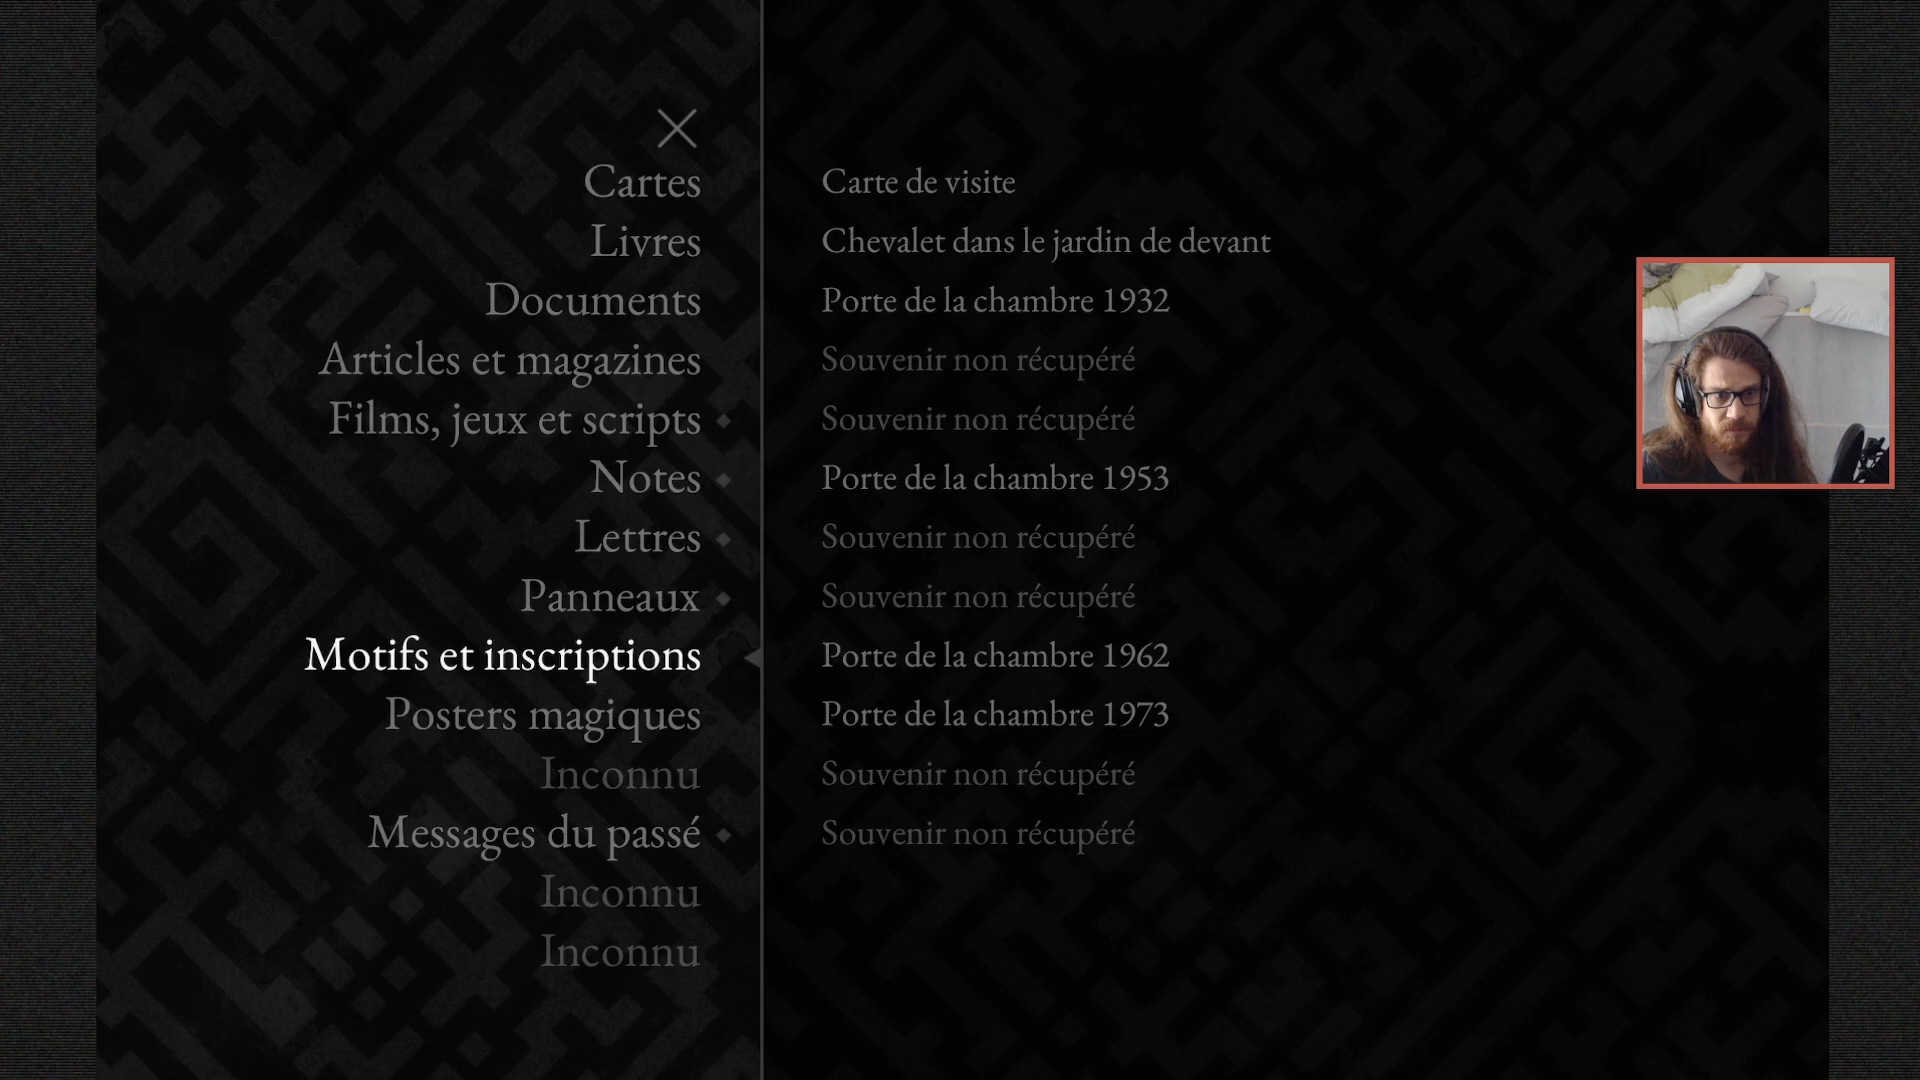 Cartes
Livres
Documents
Articles et magazines
Films, jeux et scripts
Notes
Lettres
Panneaux
Motifs et inscriptions
Posters magiques
Inconnu
Messages du passé
Inconnu
Inconnu
Carte de visite
Chevalet dans le jardin de devant
Porte de la chambre 1932
Souvenir non récupéré
Souvenir non récupéré
Porte de la chambre 1953
Souvenir non récupéré
Souvenir non récupéré
Porte de la chambre 1962
Porte de la chambre 1973
Souvenir non récupéré
Souvenir non récupéré